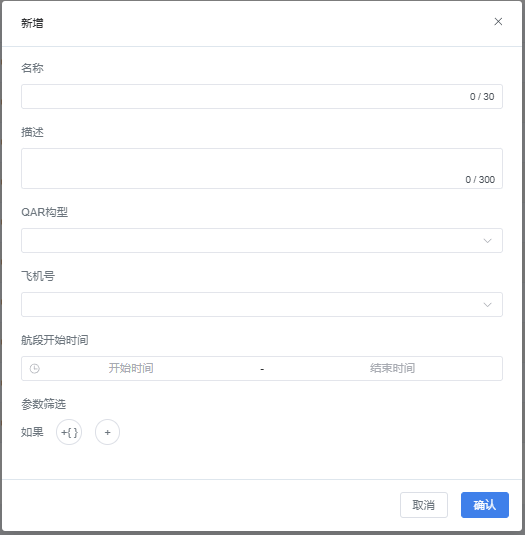 新增
名称
0 / 30
描述
0 / 300
QAR构型
飞机号
航段开始时间
开始时间 - 结束时间
参数筛选
如果 +{ } +
取消 确认